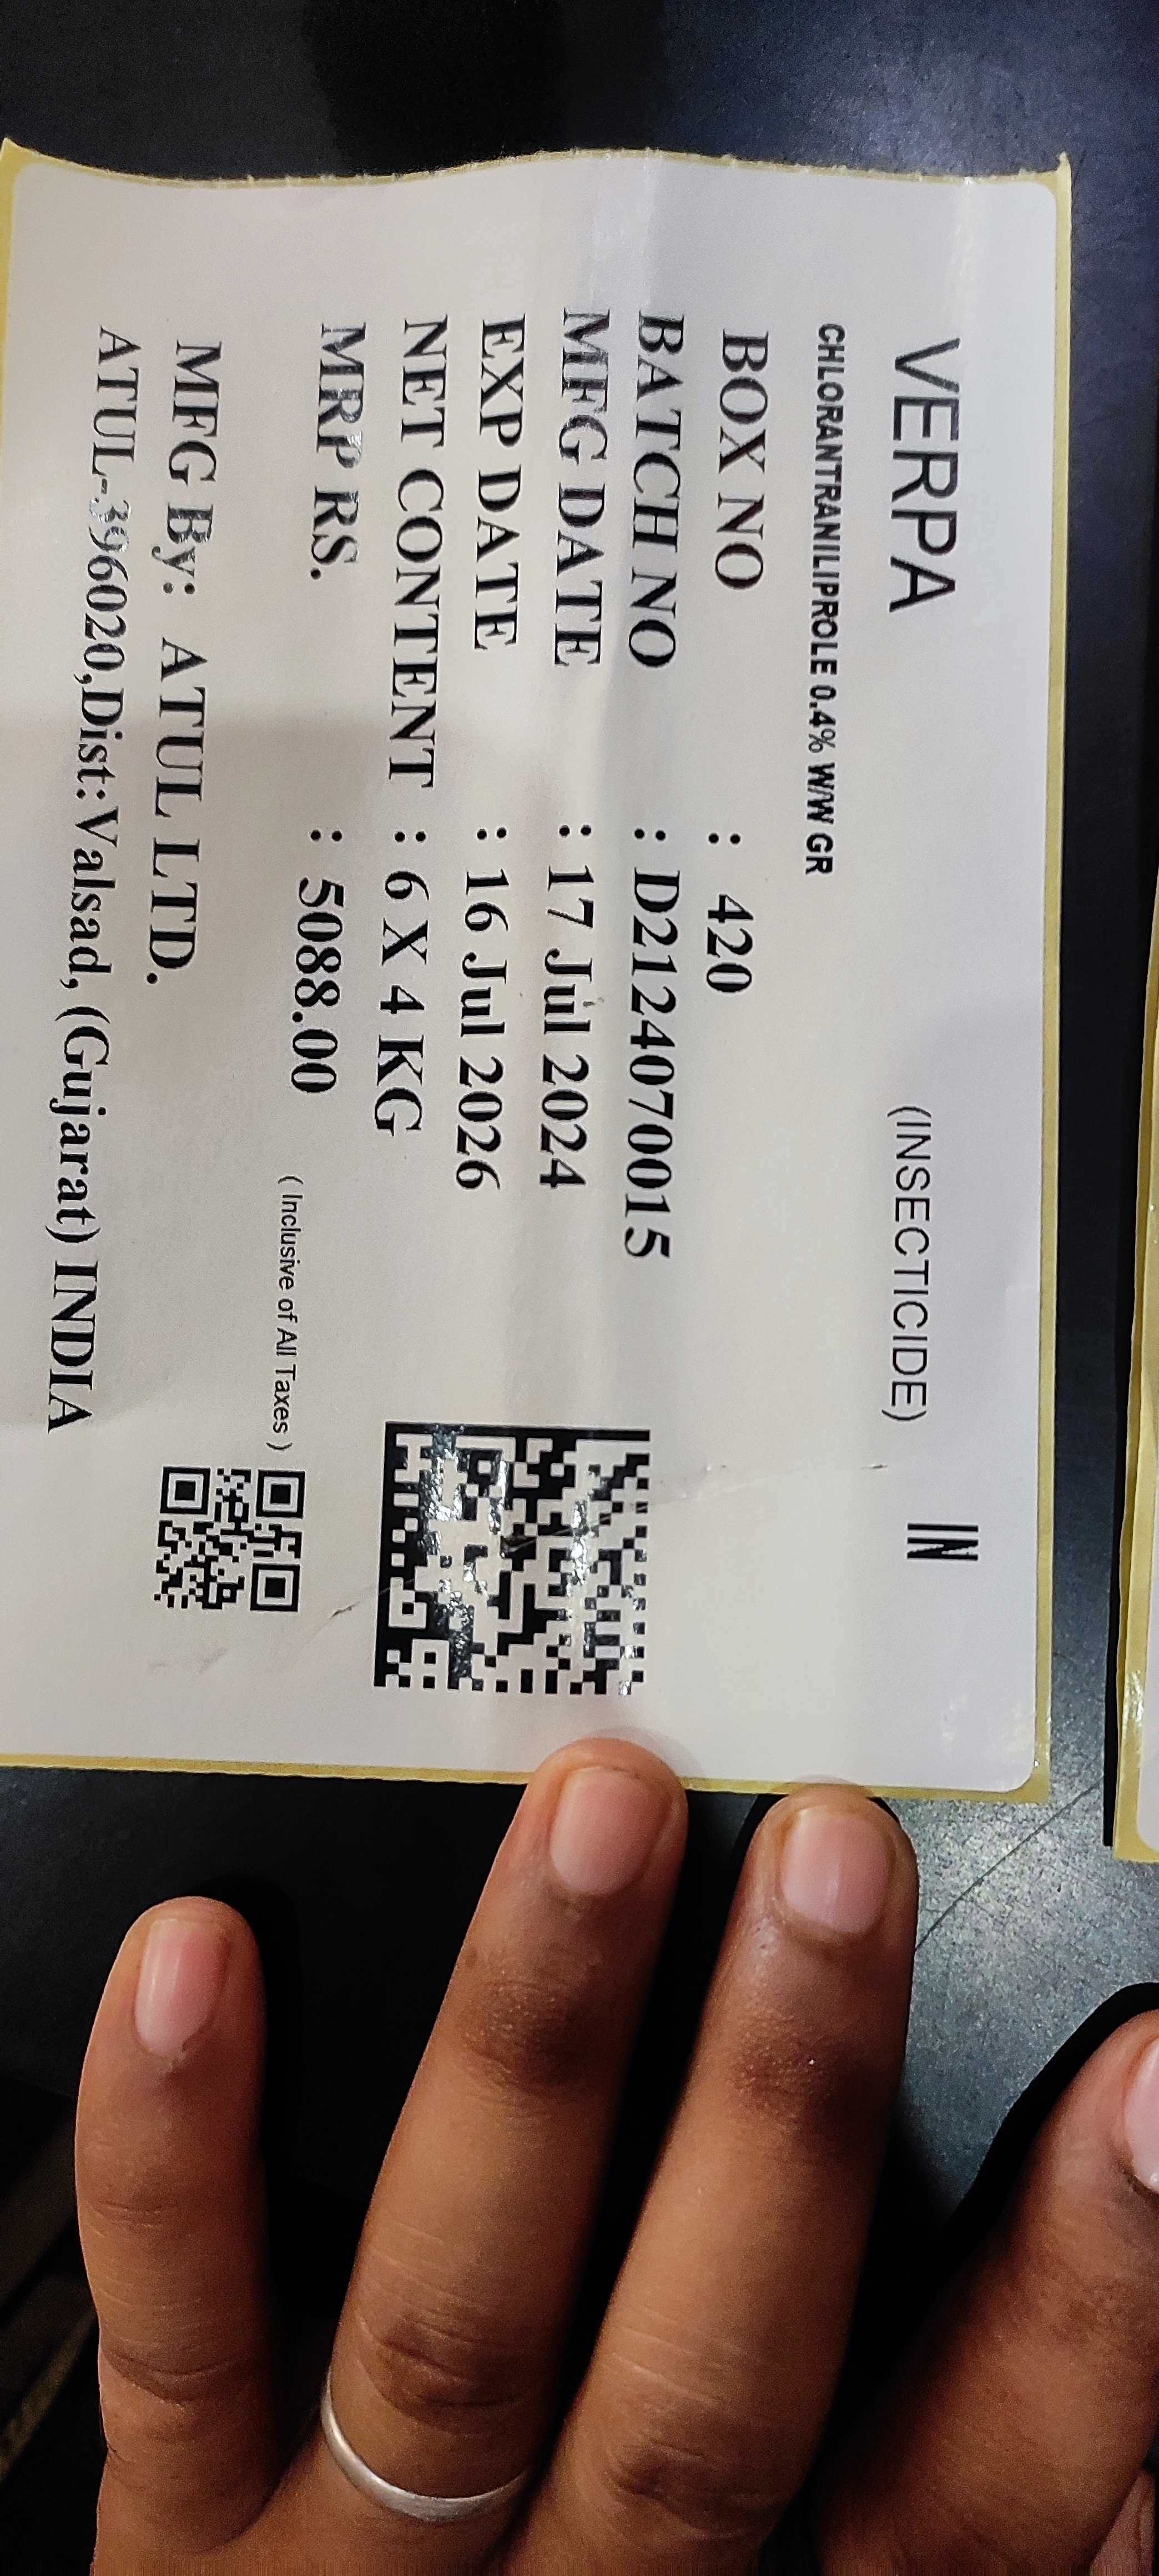 VERPA (INSECTICIDE) IN
CHLORANTRANILIPROLE 0.4% W/W GR
BOX NO : 420
BATCH NO : D2124070015
MFG DATE : 17 Jul 2024
EXP DATE : 16 Jul 2026
NET CONTENT : 6 X 4 KG
MRP RS. : 5088.00 ( Inclusive of All Taxes )
MFG By: ATUL LTD.
ATUL-396020,Dist:Valsad, (Gujarat) INDIA